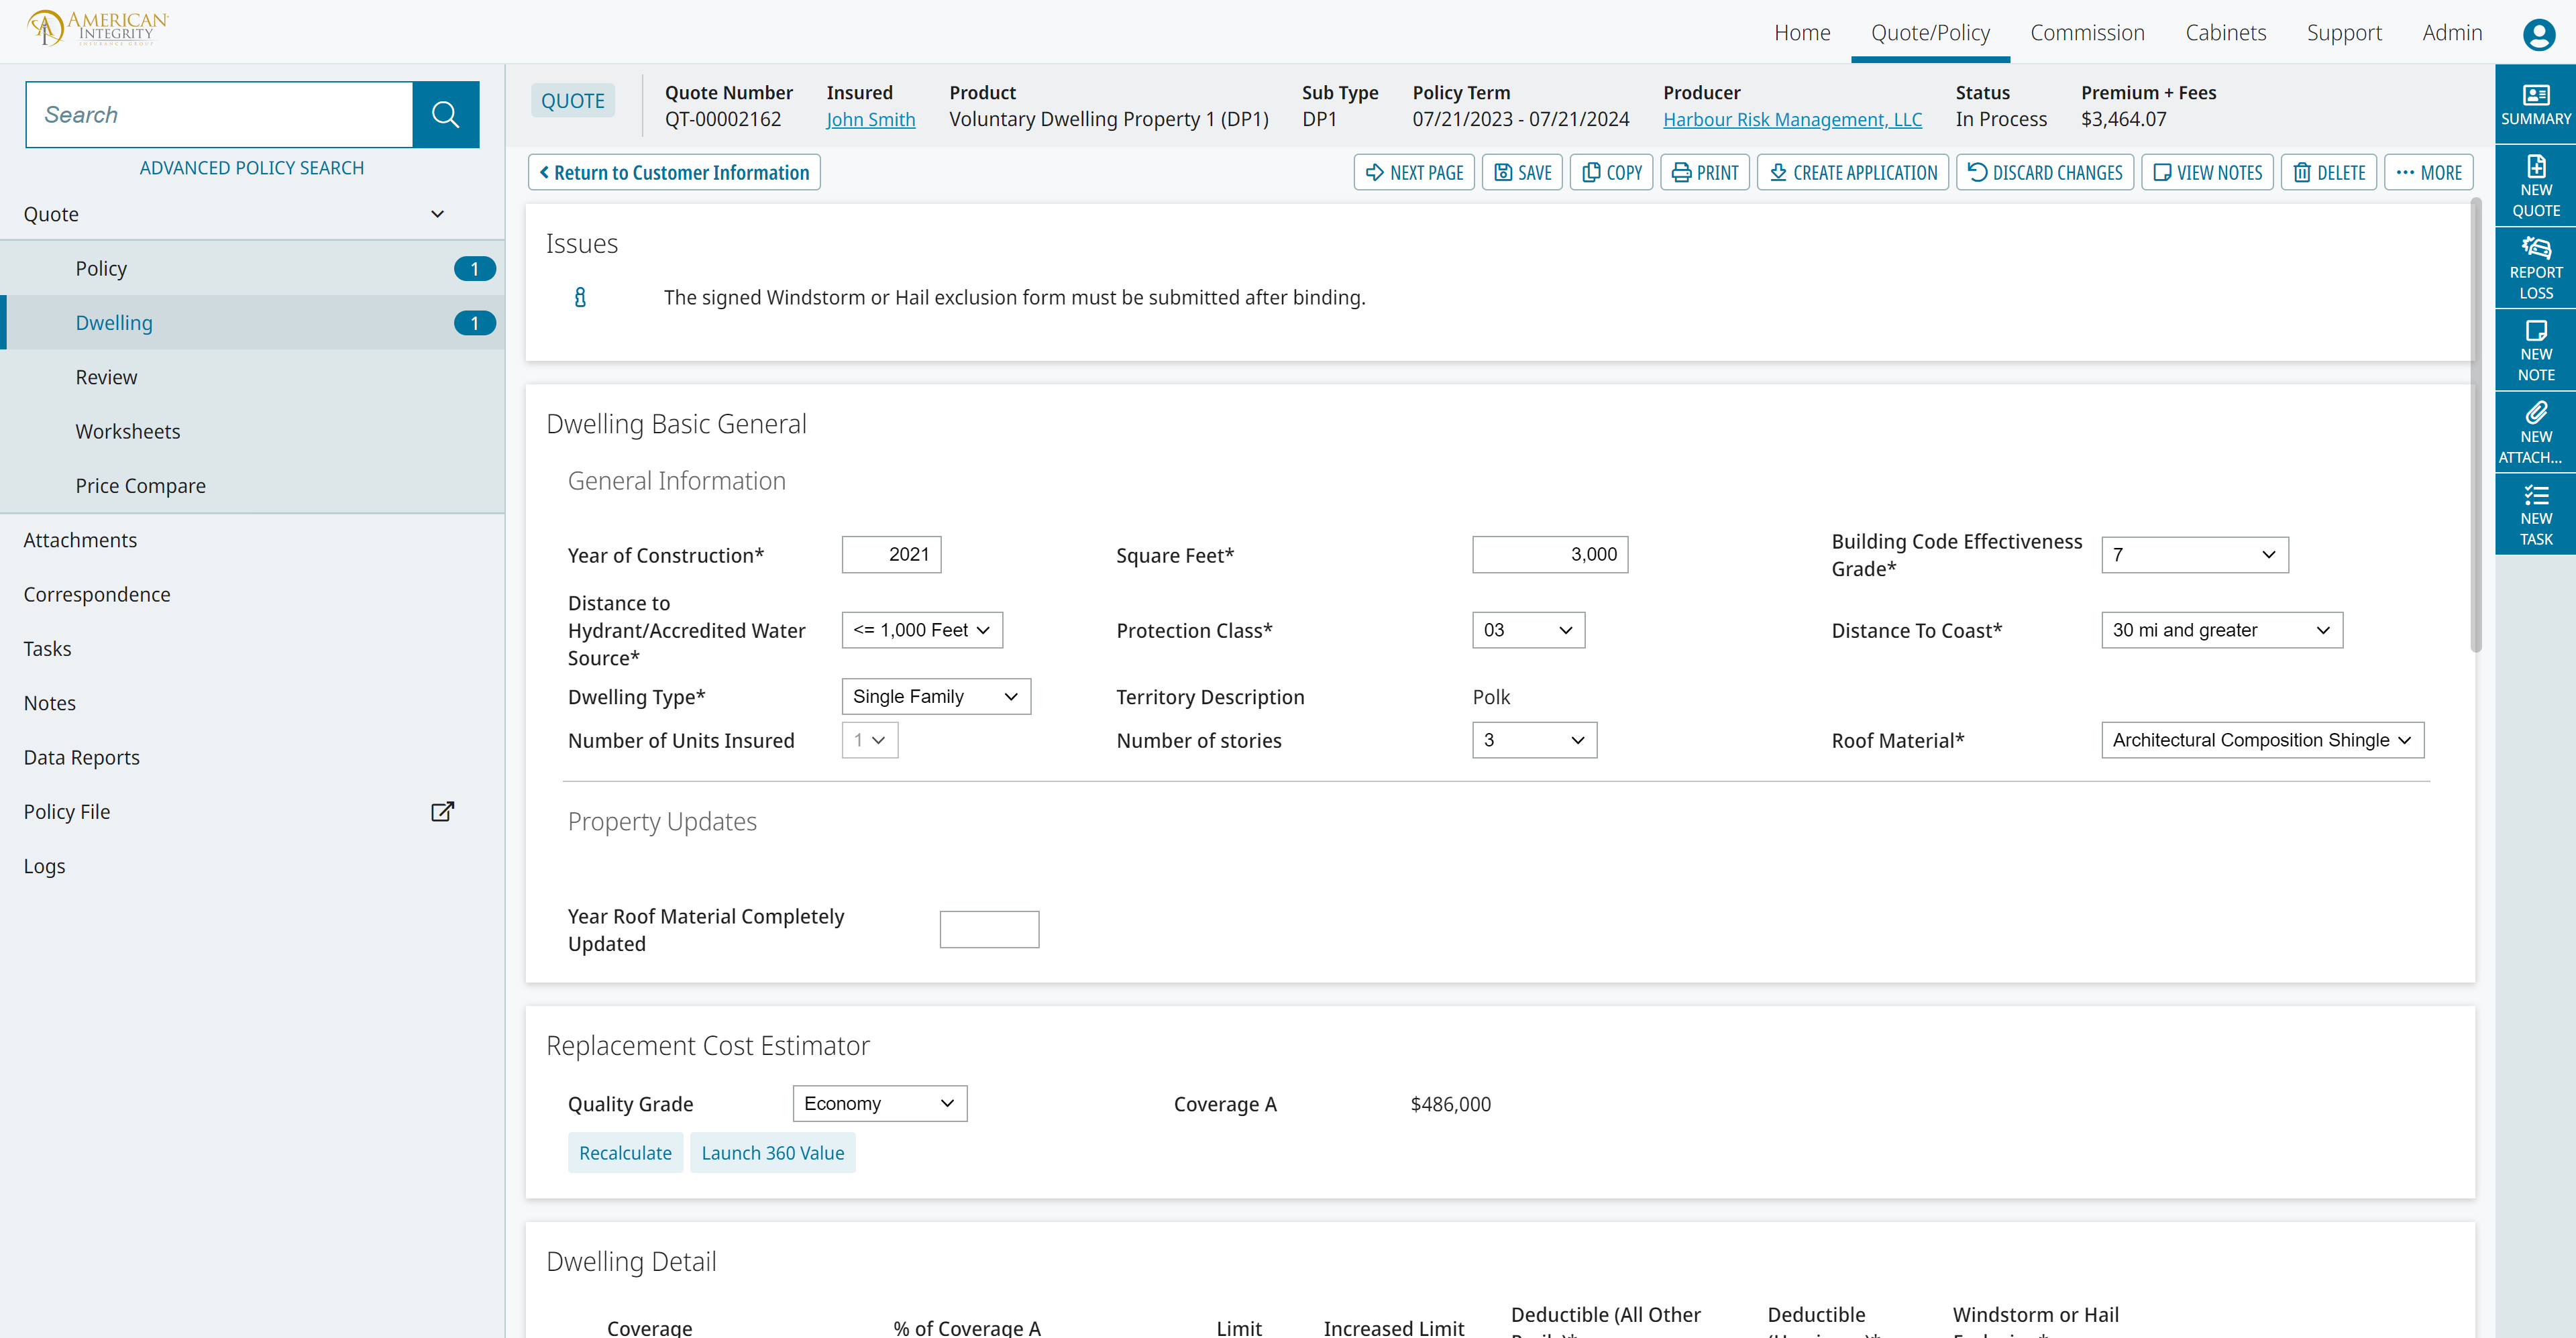 AMERICAN
INTEGRITY
INSURANCE GROUP
Home
Quote/Policy
Commission
Cabinets
Support
Admin
Search
ADVANCED POLICY SEARCH
Quote
Policy 1
Dwelling 1
Review
Worksheets
Price Compare
Attachments
Correspondence
Tasks
Notes
Data Reports
Policy File
Logs
QUOTE
Quote Number Insured Product Sub Type Policy Term Producer Status Premium + Fees
QT-00002162 John Smith Voluntary Dwelling Property 1 (DP1) DP1 07/21/2023 - 07/21/2024 Harbour Risk Management, LLC In Process $3,464.07
Return to Customer Information
NEXT PAGE
SAVE
COPY
PRINT
CREATE APPLICATION
DISCARD CHANGES
VIEW NOTES
DELETE
MORE
Issues
The signed Windstorm or Hail exclusion form must be submitted after binding.
Dwelling Basic General
General Information
Year of Construction* 2021
Square Feet* 3,000
Building Code Effectiveness
Grade*
7
Distance to
Hydrant/Accredited Water
Source*
<= 1,000 Feet
Protection Class* 03
Distance To Coast* 30 mi and greater
Dwelling Type* Single Family
Territory Description Polk
Number of Units Insured 1
Number of stories 3
Roof Material* Architectural Composition Shingle
Property Updates
Year Roof Material Completely
Updated
Replacement Cost Estimator
Quality Grade Economy
Coverage A $486,000
Recalculate
Launch 360 Value
Dwelling Detail
Coverage % of Coverage A Limit Increased Limit
Deductible (All Other
Deductible
Windstorm or Hail
SUMMARY
NEW
QUOTE
REPORT
LOSS
NEW
NOTE
NEW
ATTACH...
NEW
TASK